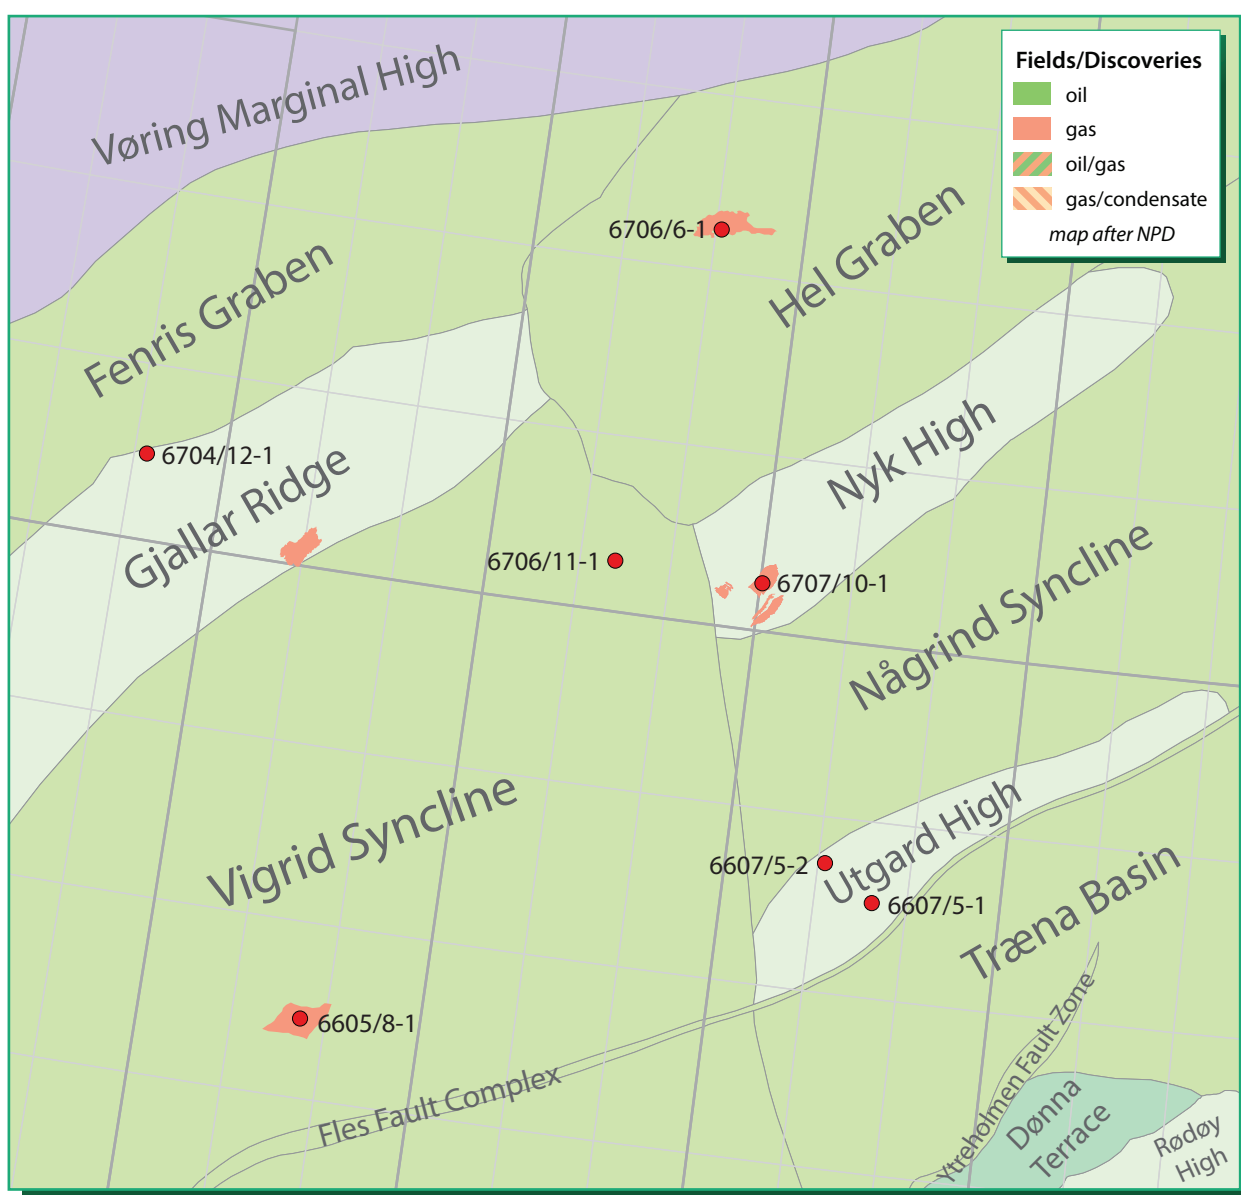 Vøring Marginal High
Fields/Discoveries
oil
gas
oil/gas
gas/condensate
map after NPD
6706/6-1
Hel Graben
Fenris Graben
6704/12-1
Gjallar Ridge
Nyk High
6706/11-1
6707/10-1
Någrind Syncline
Vigrid Syncline
Utgard High
6607/5-2
6607/5-1
Træna Basin
6605/8-1
Fles Fault Complex
Ytreholmen Fault Zone
Dønna
Terrace
Rødøy
High